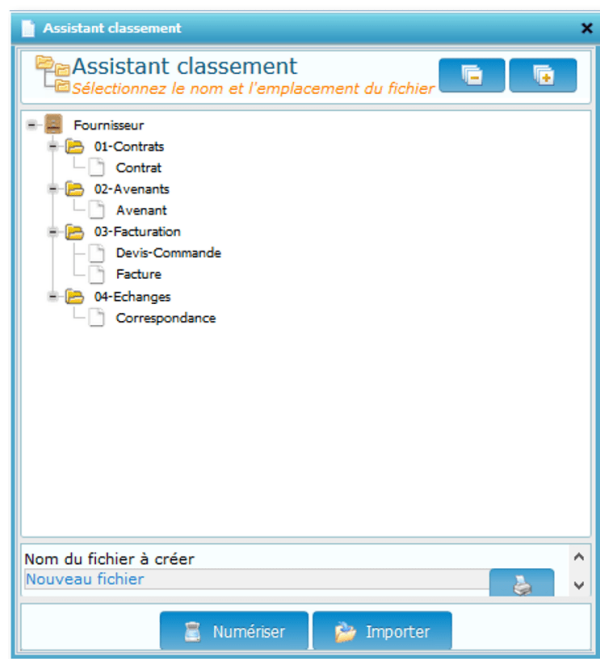 Assistant classement
Assistant classement
Sélectionnez le nom et l'emplacement du fichier
Fournisseur
01-Contrats
Contrat
02-Avenants
Avenant
03-Facturation
Devis-Commande
Facture
04-Echanges
Correspondance
Nom du fichier à créer
Nouveau fichier
Numériser
Importer